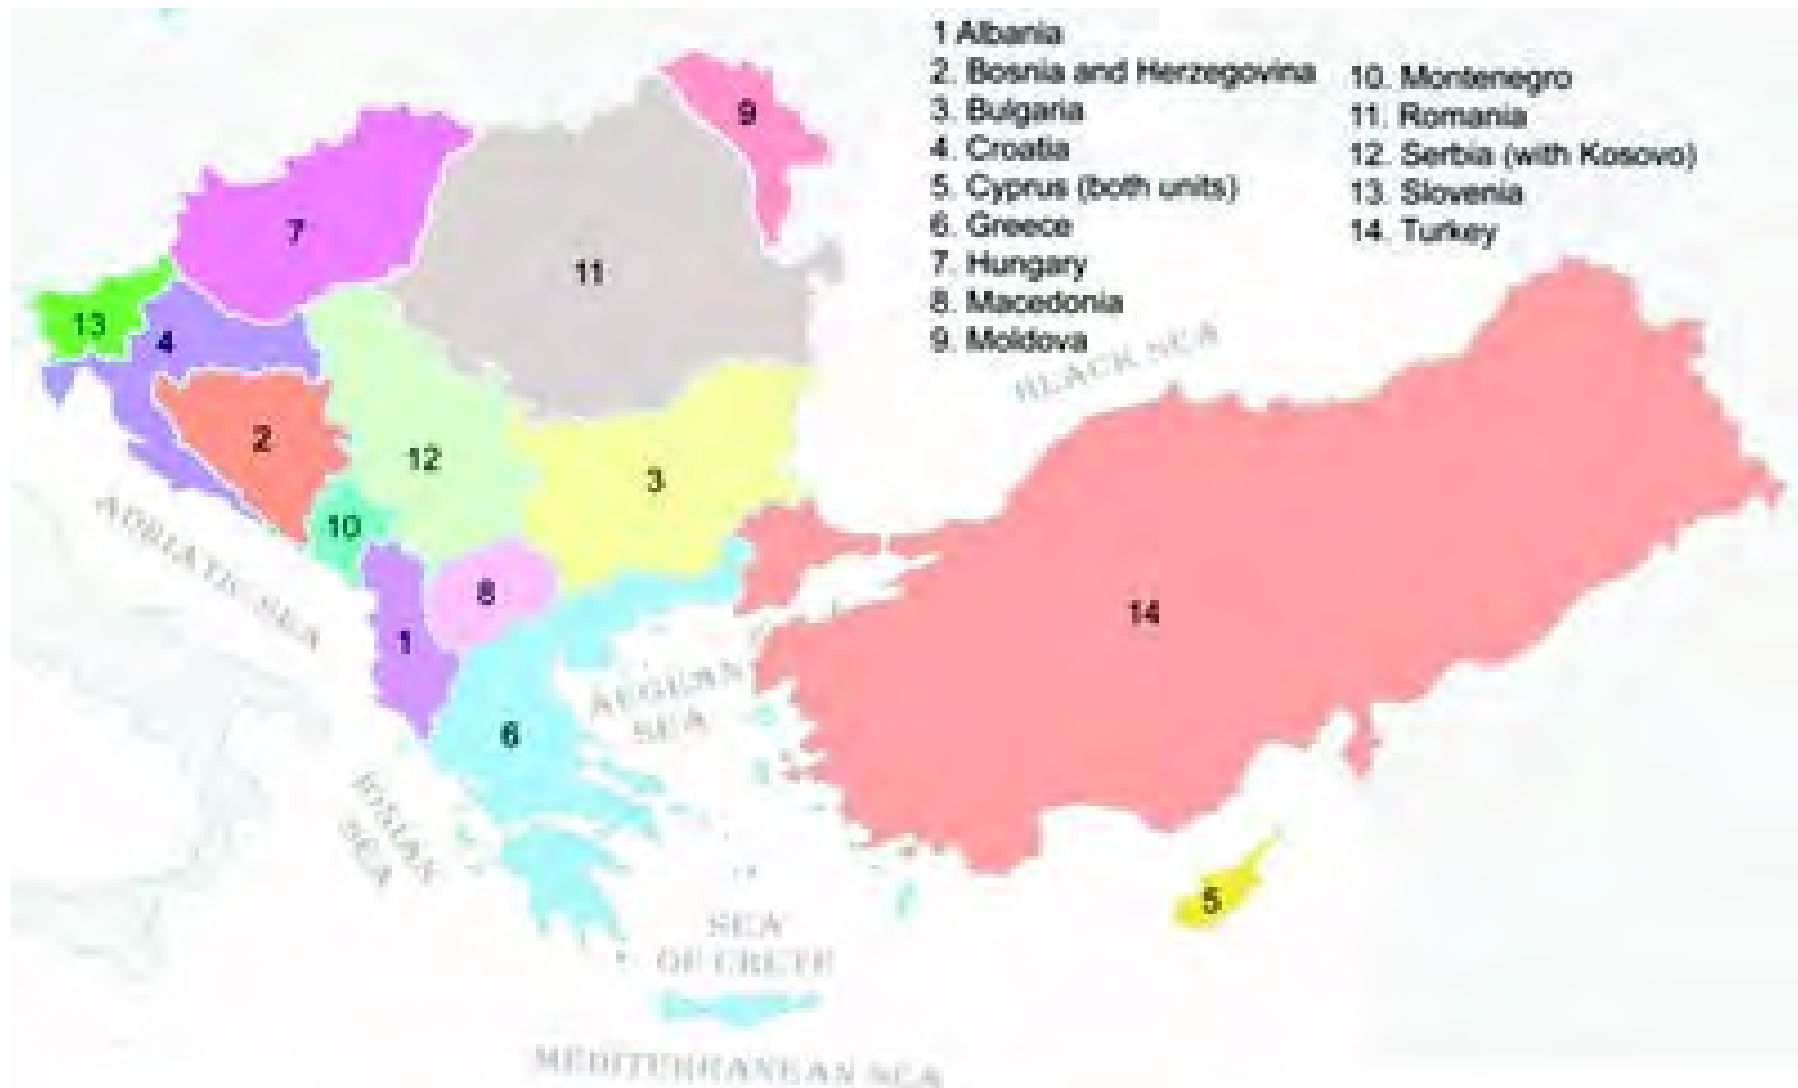 1 Albania
2. Bosnia and Herzegovina
3. Bulgaria
4. Croatia
5. Cyprus (both units)
6. Greece
7. Hungary
8. Macedonia
9. Moldova
10. Montenegro
11. Romania
12. Serbia (with Kosovo)
13. Slovenia
14. Turkey
9
7
11
13
4
BLACK SEA
2
12
3
10
ADRIATIC SEA
8
1
14
AEGEAN
SEA
6
IONIAN
SEA
5
SEA
OF CRETE
MEDITERRANEAN SEA